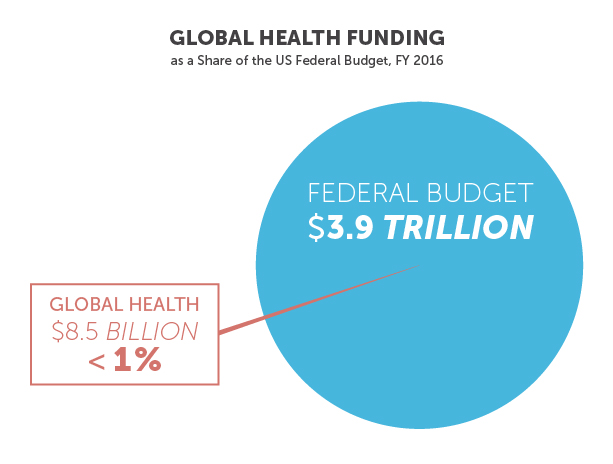 GLOBAL HEALTH FUNDING
as a Share of the US Federal Budget, FY 2016
FEDERAL BUDGET
$3.9 TRILLION
GLOBAL HEALTH
$8.5 BILLION
< 1%